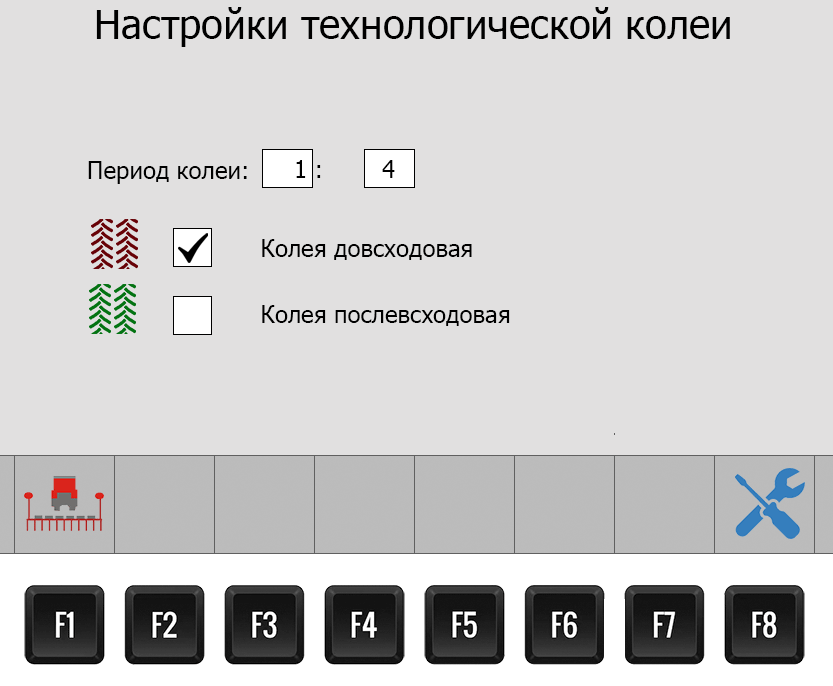 Настройки технологической колеи
Период колеи: 1 : 4
Колея довсходовая
Колея послевсходовая
F1 F2 F3 F4 F5 F6 F7 F8